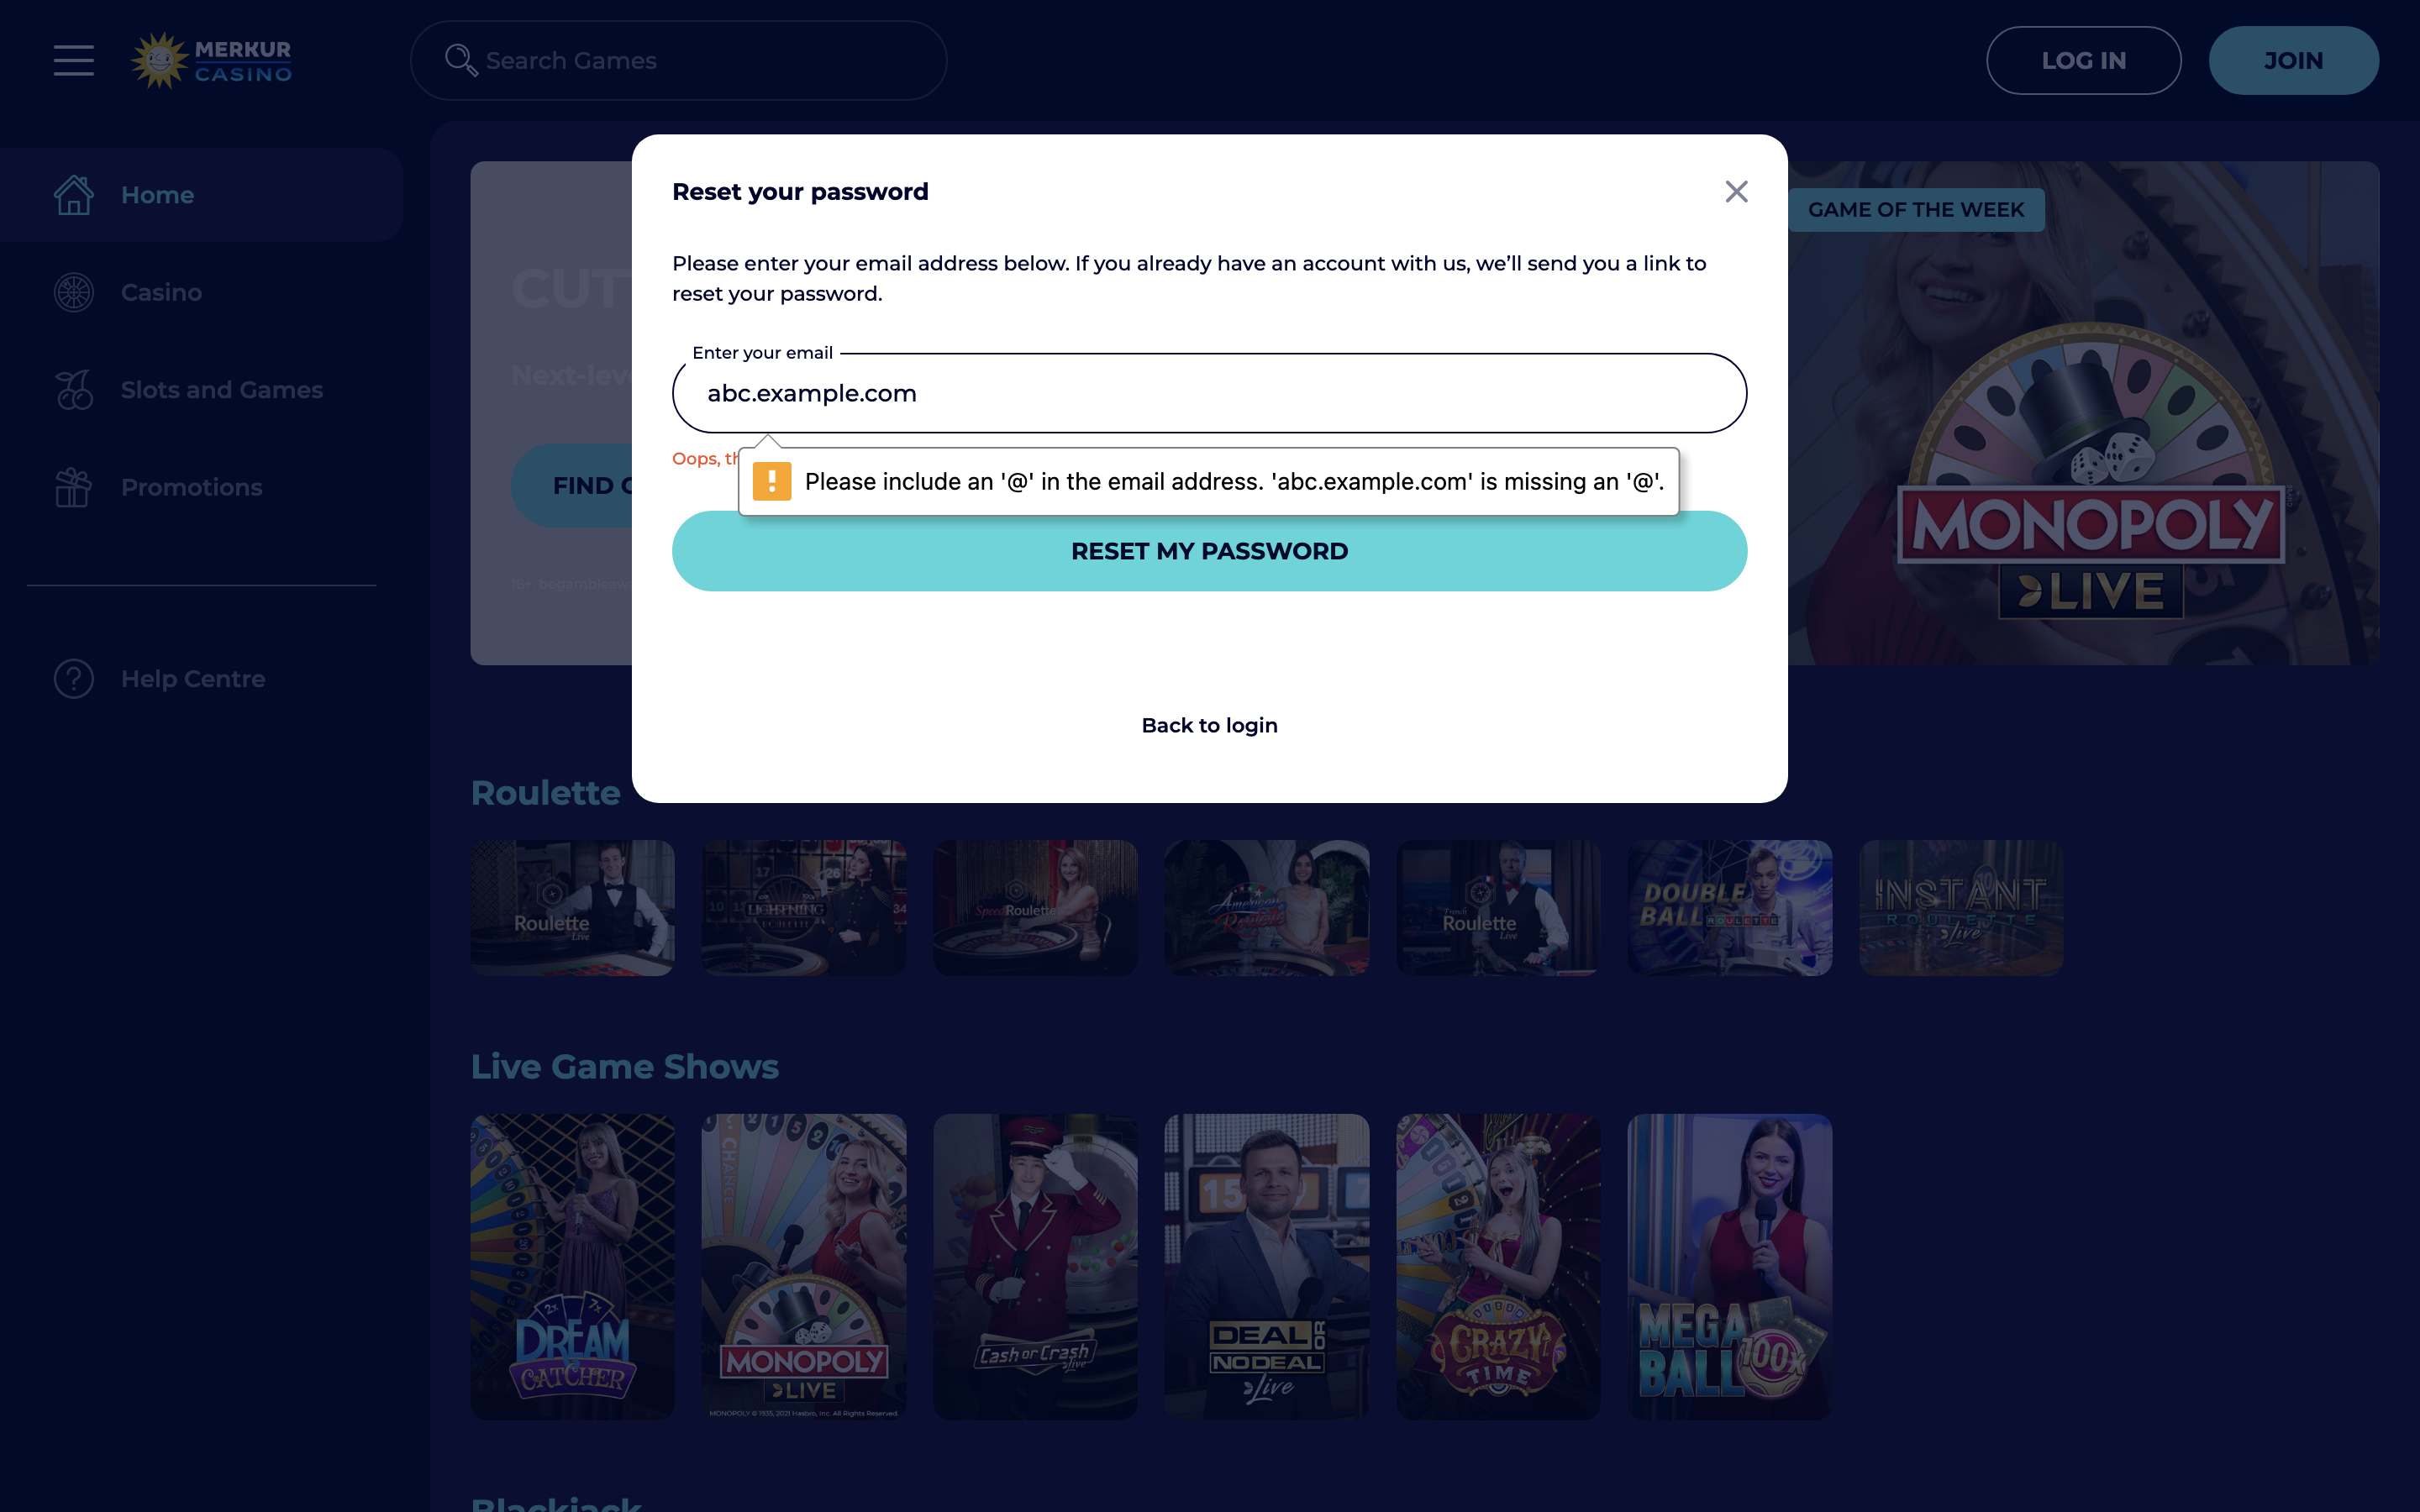 MERKUR
CASINO
Search Games
LOG IN
JOIN
Home
Casino
Slots and Games
Promotions
Help Centre
CUT
Next-leve
FIND
18+. begambleaw
GAME OF THE WEEK
MONOPOLY
LIVE
Reset your password
Please enter your email address below. If you already have an account with us, we’ll send you a link to
reset your password.
Enter your email
abc.example.com
Oops, th
Please include an '@' in the email address. 'abc.example.com' is missing an '@'.
RESET MY PASSWORD
Back to login
Roulette
Roulette
Live
LIGHTNING
ROULETTE
Speed Roulette
American
Roulette
French
Roulette
Live
DOUBLE
BALL ROULETTE
INSTANT
ROULETTE
Live
Live Game Shows
2x 7x
DREAM
CATCHER
CHANCE
MONOPOLY
LIVE
MONOPOLY © 1935, 2021 Hasbro, Inc. All Rights Reserved.
Cash or Crash
live
DEAL OR
NO DEAL
Live
CRAZY
TIME
MEGA
BALL 100x
Blackjack